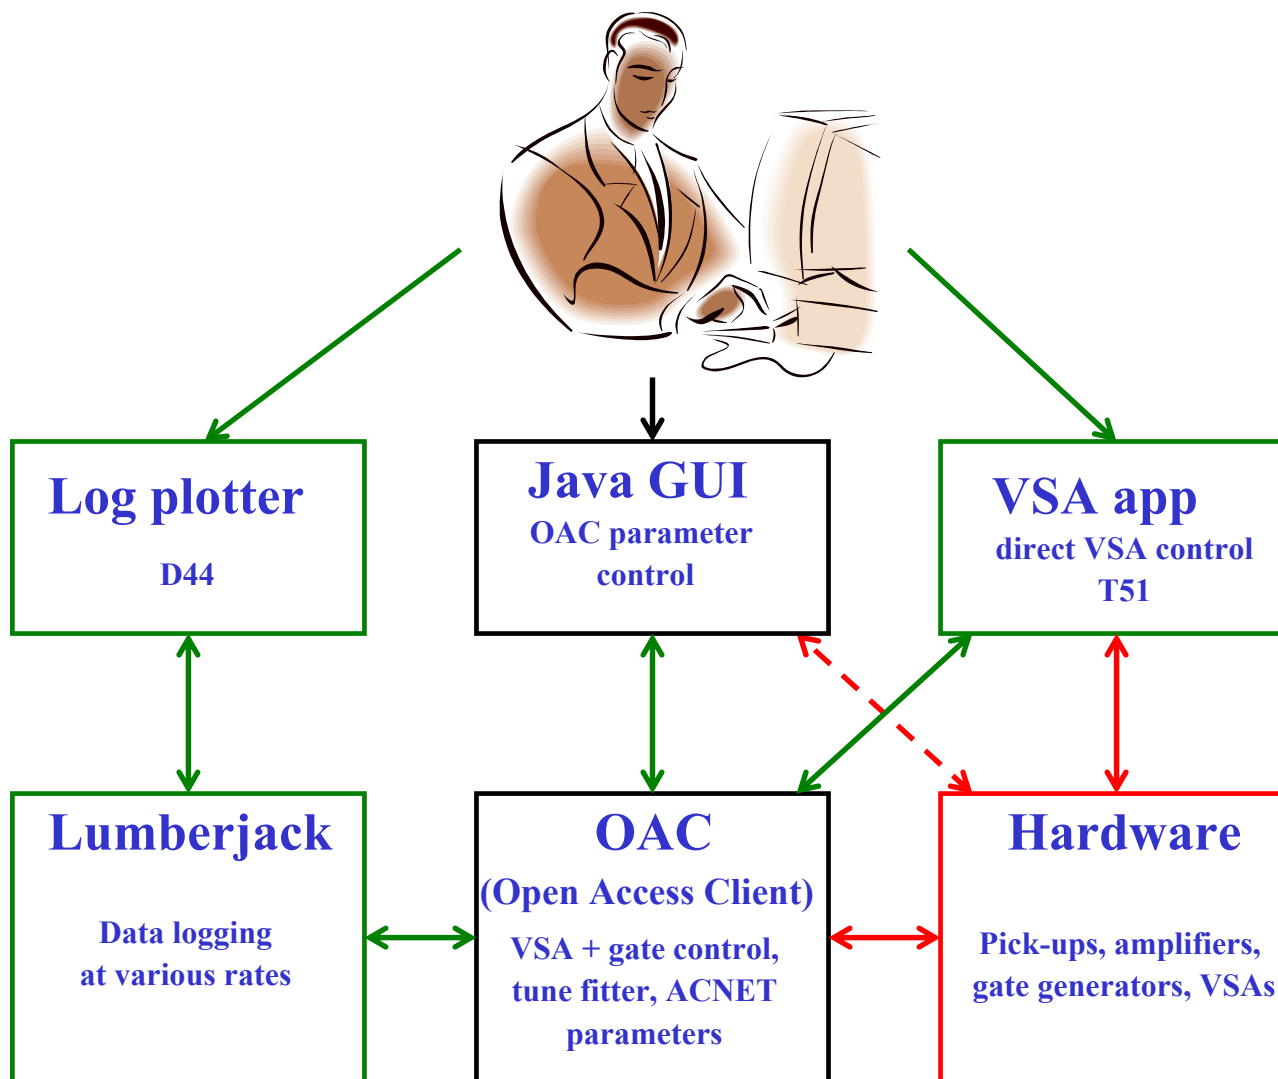 Log plotter
D44
Java GUI
OAC parameter
control
VSA app
direct VSA control
T51
Lumberjack
Data logging
at various rates
OAC
(Open Access Client)
VSA + gate control,
tune fitter, ACNET
parameters
Hardware
Pick-ups, amplifiers,
gate generators, VSAs